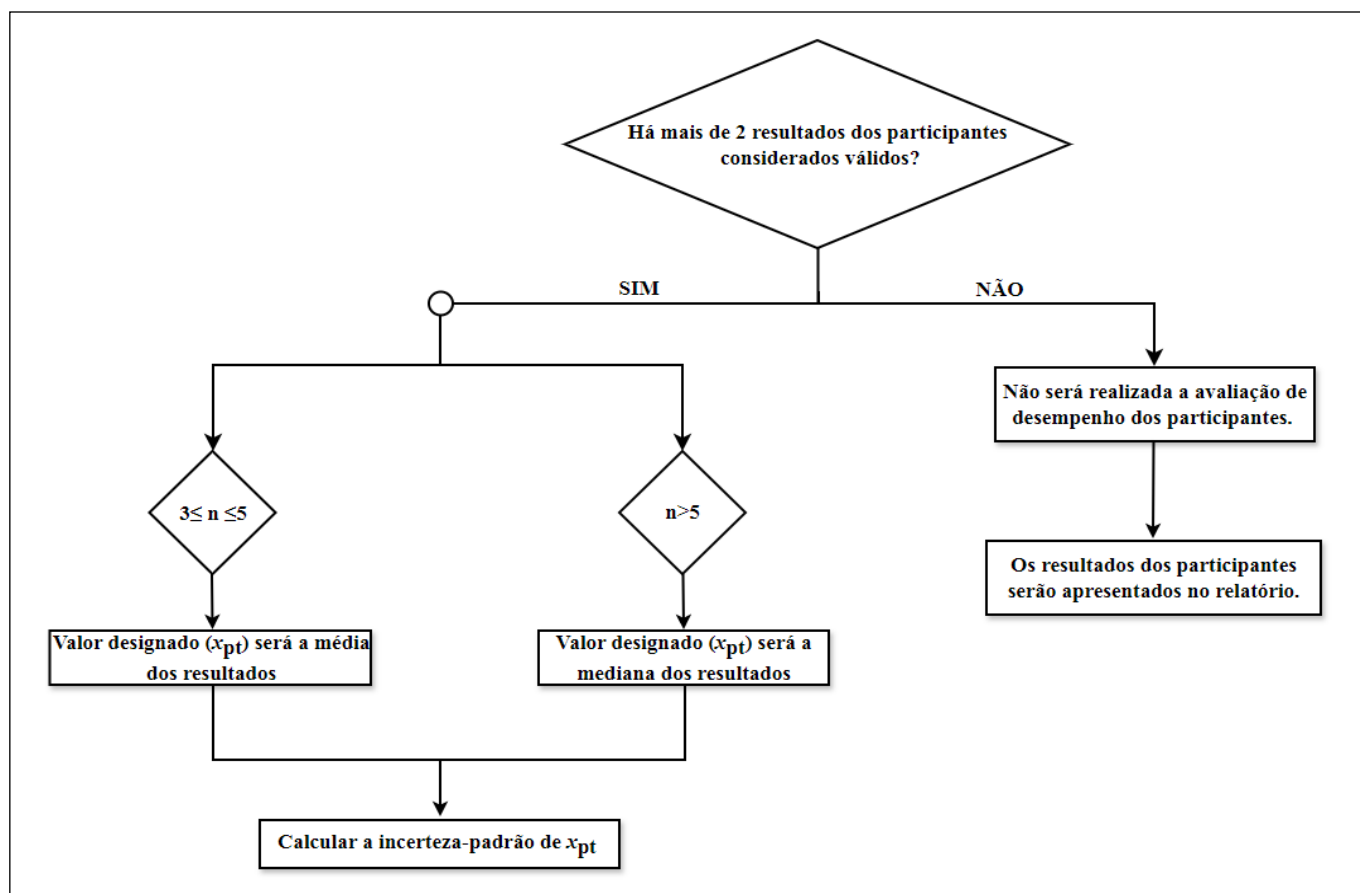 Há mais de 2 resultados dos participantes
considerados válidos?
SIM
NÃO
Não será realizada a avaliação de
desempenho dos participantes.
3≤ n ≤5
n>5
Os resultados dos participantes
serão apresentados no relatório.
Valor designado (xpt) será a média
dos resultados
Valor designado (xpt) será a
mediana dos resultados
Calcular a incerteza-padrão de xpt